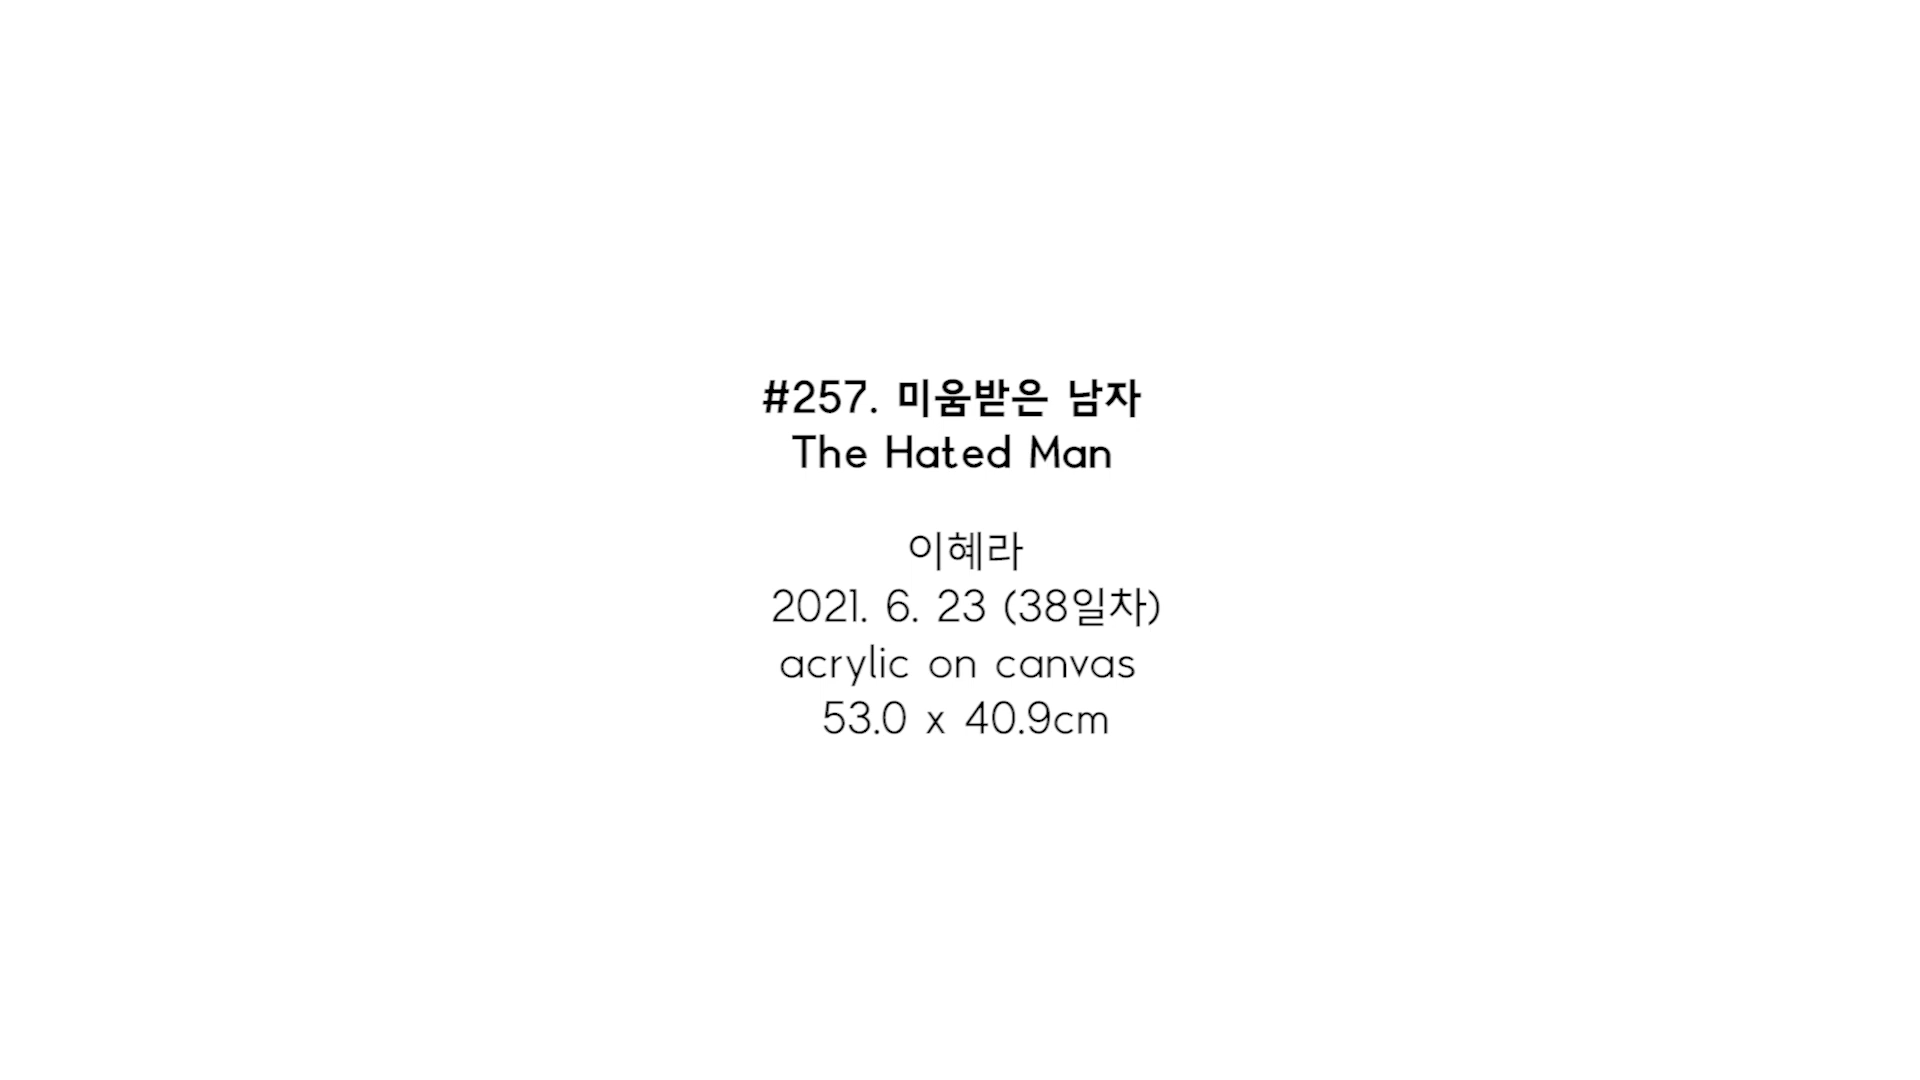 #257. 미움받은 남자
The Hated Man
이혜라
2021. 6. 23 (38일차)
acrylic on canvas
53.0 x 40.9cm